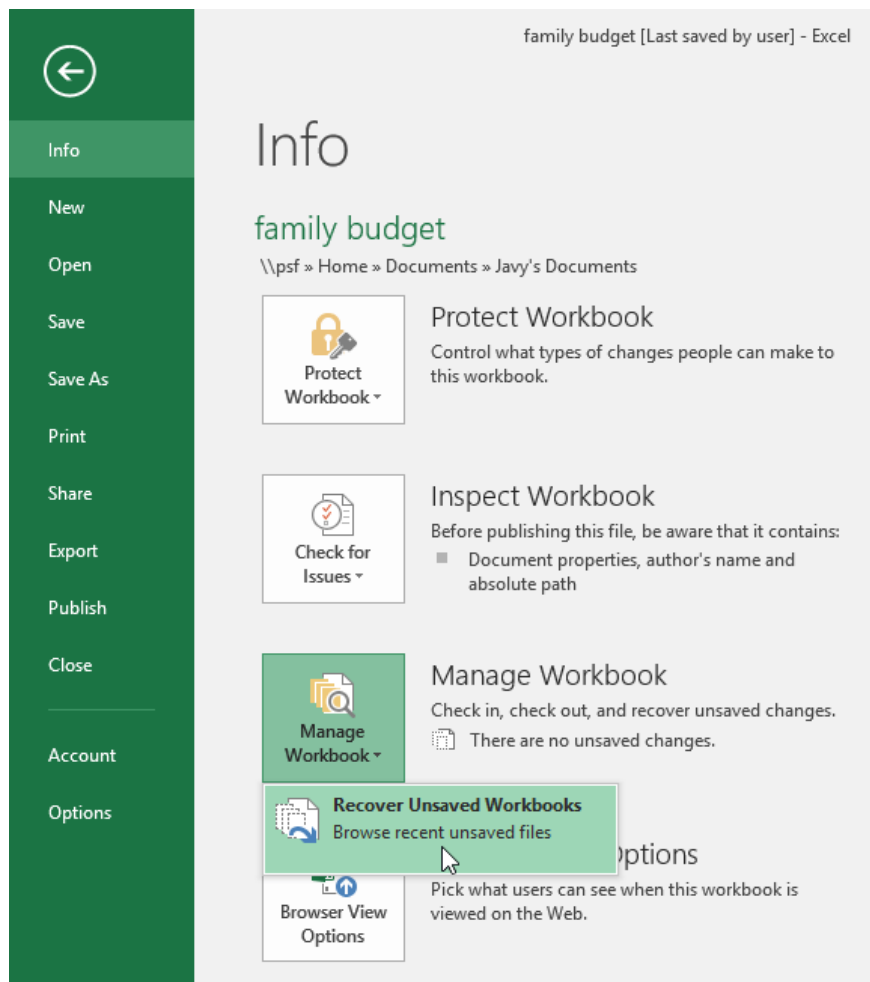 family budget [Last saved by user] - Excel
Info
New
Open
Save
Save As
Print
Share
Export
Publish
Close
Account
Options
Info
family budget
\\psf » Home » Documents » Javy's Documents
Protect
Workbook
Protect Workbook
Control what types of changes people can make to
this workbook.
Check for
Issues
Inspect Workbook
Before publishing this file, be aware that it contains:
Document properties, author's name and
absolute path
Manage
Workbook
Manage Workbook
Check in, check out, and recover unsaved changes.
There are no unsaved changes.
Recover Unsaved Workbooks
Browse recent unsaved files
Browser View
Options
ptions
Pick what users can see when this workbook is
viewed on the Web.